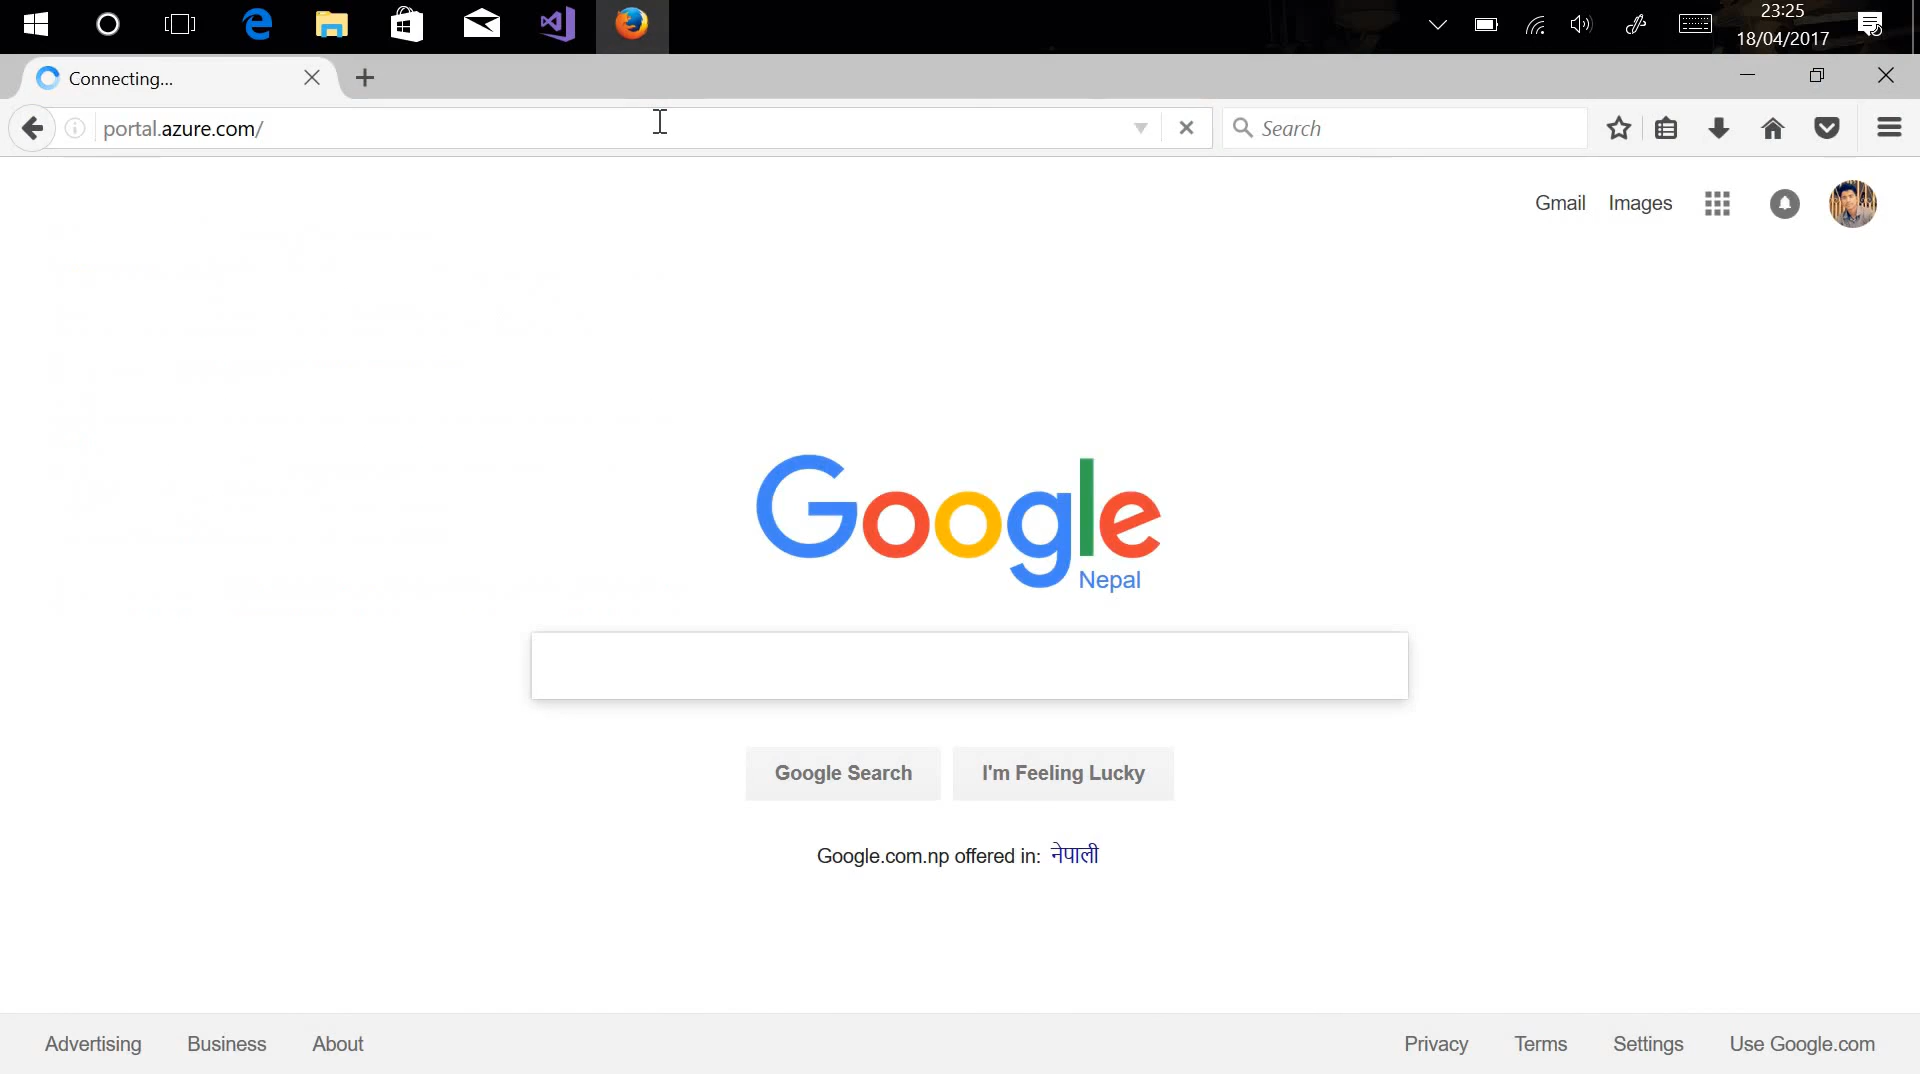 23:25
18/04/2017
Connecting...
portal.azure.com/
Search
Gmail Images
Google
Nepal
Google Search I'm Feeling Lucky
Google.com.np offered in: नेपाली
Advertising Business About Privacy Terms Settings Use Google.com